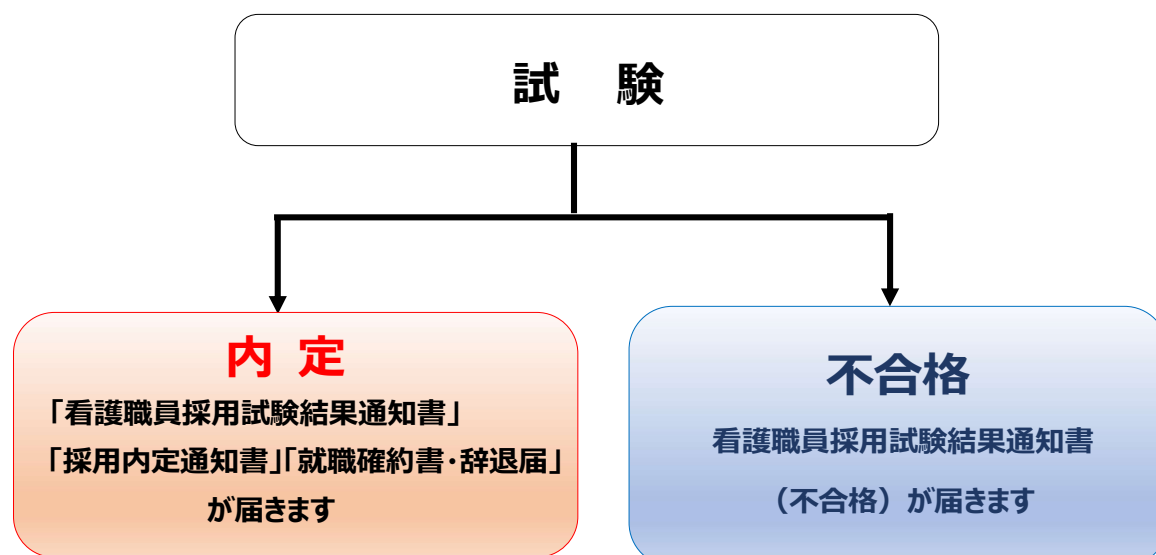 試　験
内 定
「看護職員採用試験結果通知書」
「採用内定通知書」「就職確約書・辞退届」
が届きます
不合格
看護職員採用試験結果通知書
（不合格）が届きます